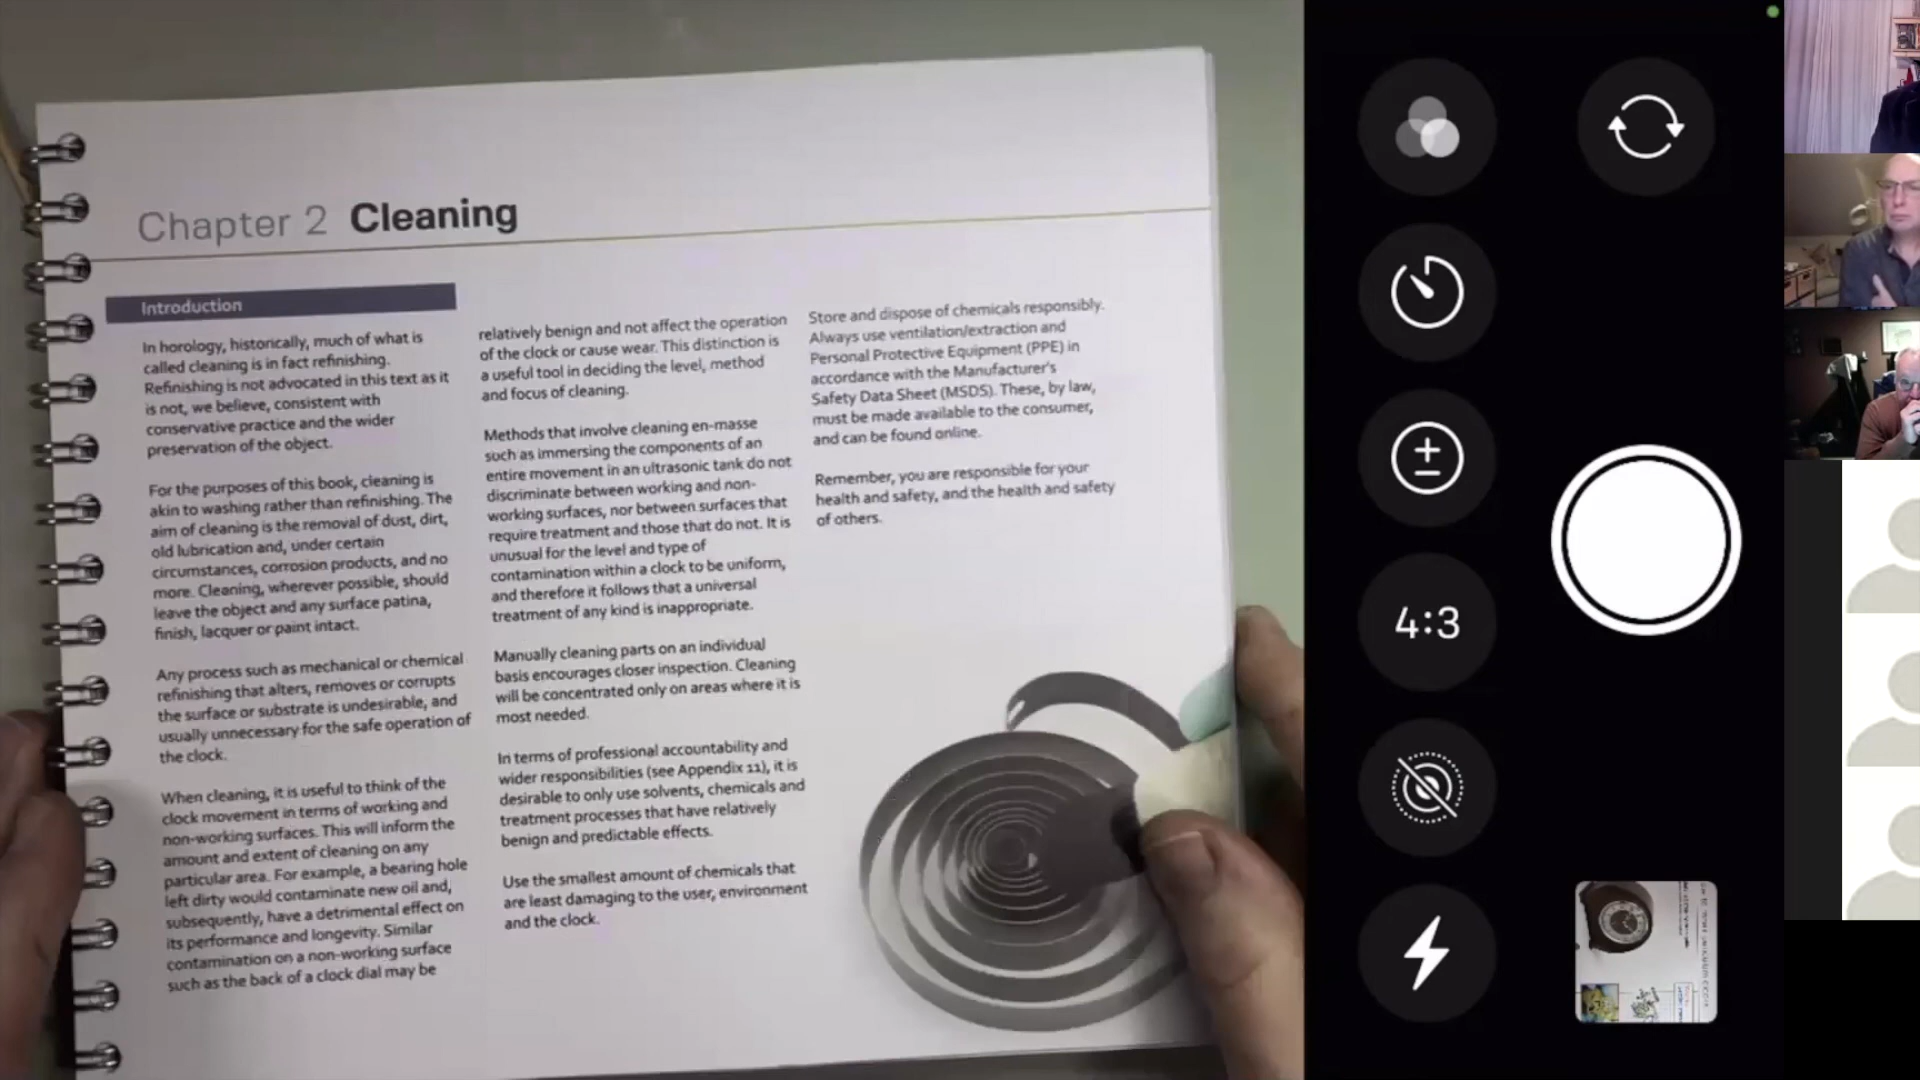 Chapter 2 Cleaning
Introduction
In horology, historically, much of what is
called cleaning is in fact refinishing.
Refinishing is not advocated in this text as it
is not, we believe, consistent with
conservative practice and the wider
preservation of the object.
For the purposes of this book, cleaning is
akin to washing rather than refinishing. The
aim of cleaning is the removal of dust, dirt,
old lubrication and, under certain
circumstances, corrosion products, and no
more. Cleaning, wherever possible, should
leave the object and any surface patina,
finish, lacquer or paint intact.
Any process such as mechanical or chemical
refinishing that alters, removes or corrupts
the surface or substrate is undesirable, and
usually unnecessary for the safe operation of
the clock.
When cleaning, it is useful to think of the
clock movement in terms of working and
non-working surfaces. This will inform the
amount and extent of cleaning on any
particular area. For example, a bearing hole
left dirty would contaminate new oil and,
subsequently, have a detrimental effect on
its performance and longevity. Similar
contamination on a non-working surface
such as the back of a clock dial may be
relatively benign and not affect the operation
of the clock or cause wear. This distinction is
a useful tool in deciding the level, method
and focus of cleaning.
Methods that involve cleaning en-masse
such as immersing the components of an
entire movement in an ultrasonic tank do not
discriminate between working and non-
working surfaces, nor between surfaces that
require treatment and those that do not. It is
unusual for the level and type of
contamination within a clock to be uniform,
and therefore it follows that a universal
treatment of any kind is inappropriate.
Manually cleaning parts on an individual
basis encourages closer inspection. Cleaning
will be concentrated only on areas where it is
most needed.
In terms of professional accountability and
wider responsibilities (see Appendix 11), it is
desirable to only use solvents, chemicals and
treatment processes that have relatively
benign and predictable effects.
Use the smallest amount of chemicals that
are least damaging to the user, environment
and the clock.
Store and dispose of chemicals responsibly.
Always use ventilation/extraction and
Personal Protective Equipment (PPE) in
accordance with the Manufacturer's
Safety Data Sheet (MSDS). These, by law,
must be made available to the consumer,
and can be found online.
Remember, you are responsible for your
health and safety, and the health and safety
of others.
4:3